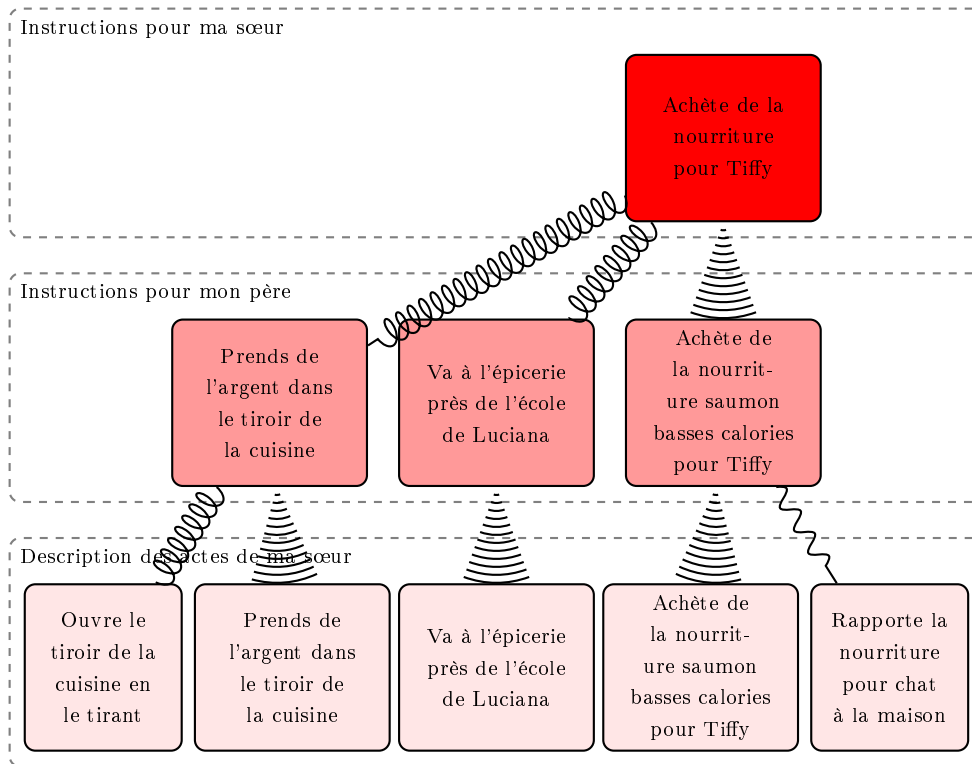 Instructions pour ma sœur
Achète de la
nourriture
pour Tiffy
Instructions pour mon père
Prends de
l'argent dans
le tiroir de
la cuisine
Va à l'épicerie
près de l'école
de Luciana
Achète de
la nourrit-
ure saumon
basses calories
pour Tiffy
Description des actes de ma sœur
Ouvre le
tiroir de la
cuisine en
le tirant
Prends de
l'argent dans
le tiroir de
la cuisine
Va à l'épicerie
près de l'école
de Luciana
Achète de
la nourrit-
ure saumon
basses calories
pour Tiffy
Rapporte la
nourriture
pour chat
à la maison